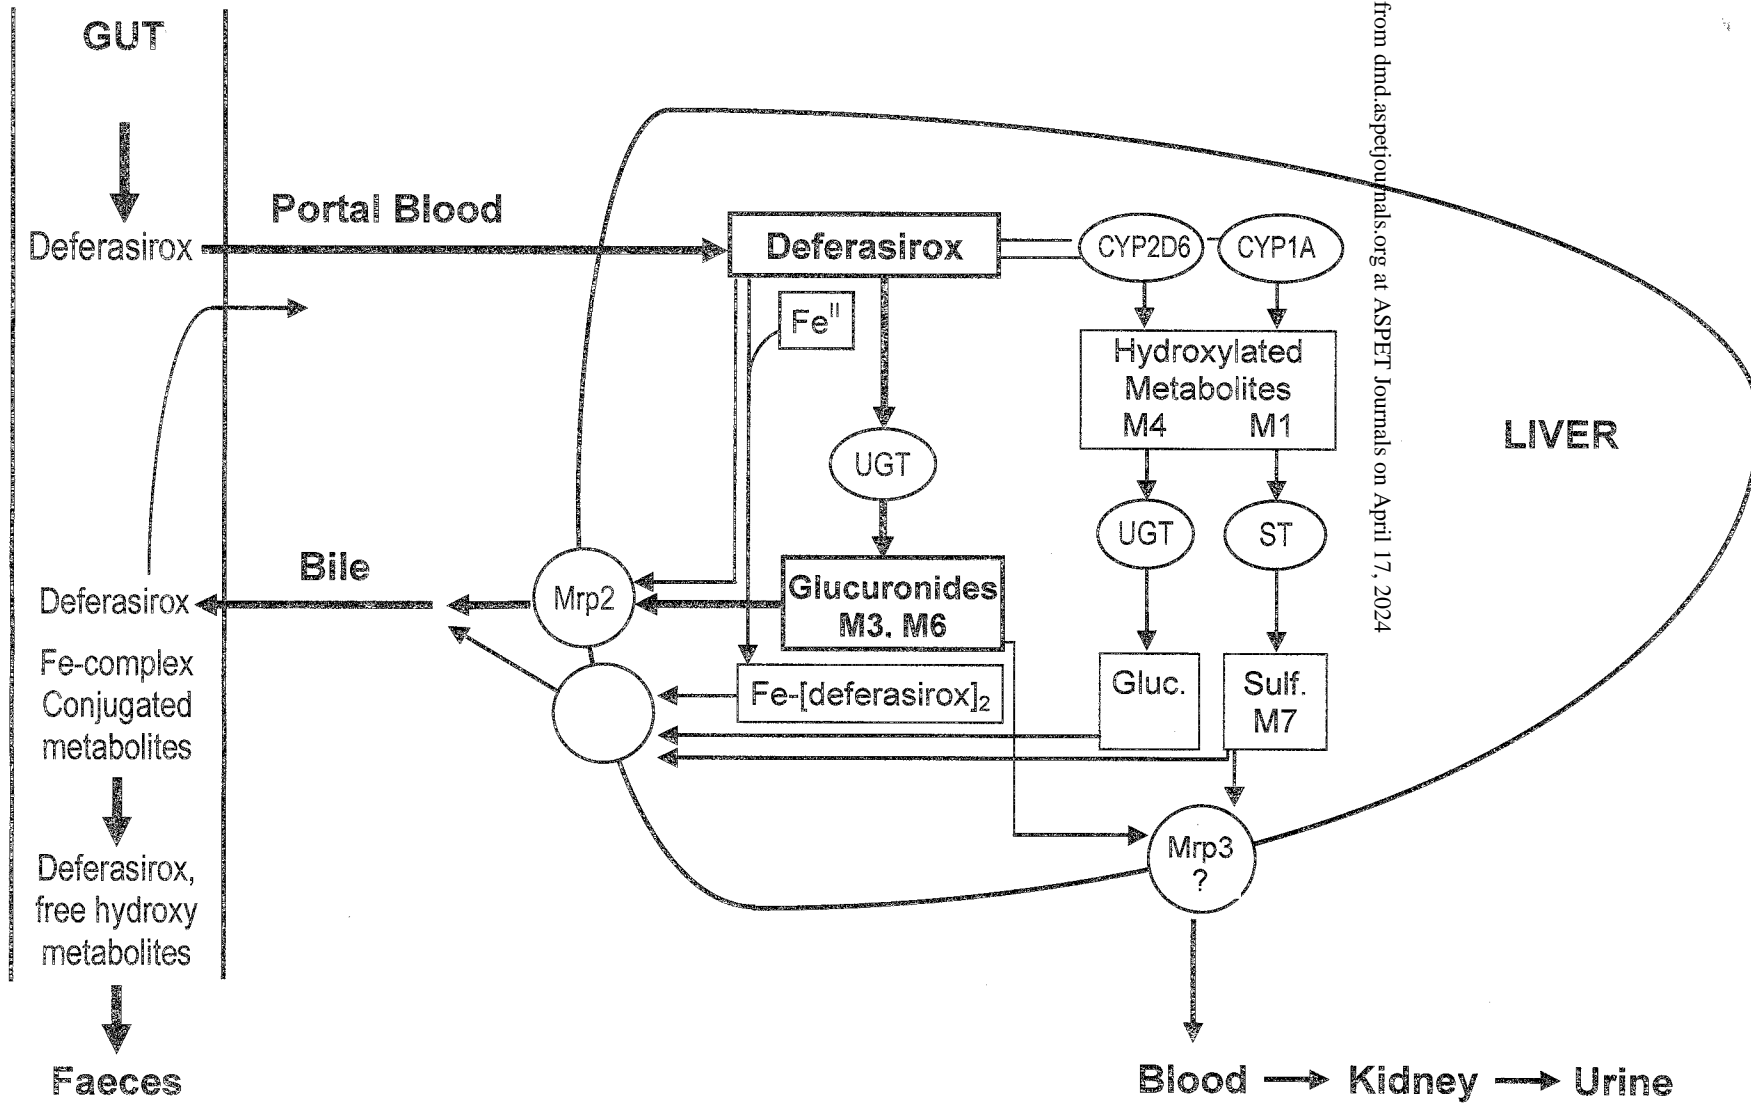 GUT
Deferasirox
Portal Blood
Deferasirox
CYP2D6
CYP1A
Fe^II
Hydroxylated
Metabolites
M4 M1
UGT
UGT
ST
LIVER
Bile
Deferasirox
Fe-complex
Conjugated
metabolites
Mrp2
Glucuronides
M3, M6
Fe-[deferasirox]₂
Gluc.
Sulf.
M7
Mrp3
?
Deferasirox,
free hydroxy
metabolites
Faeces
Blood
Kidney
Urine
from dmd.aspetjournals.org at ASPET Journals on April 17, 2024